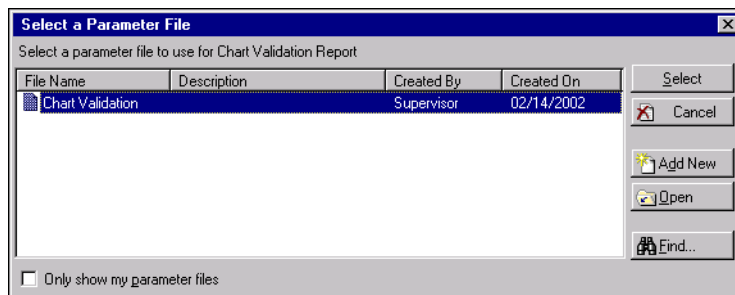 Select a Parameter File
Select a parameter file to use for Chart Validation Report
File Name Description Created By Created On
Chart Validation Supervisor 02/14/2002
Select
Cancel
Add New
Open
Find...
Only show my parameter files